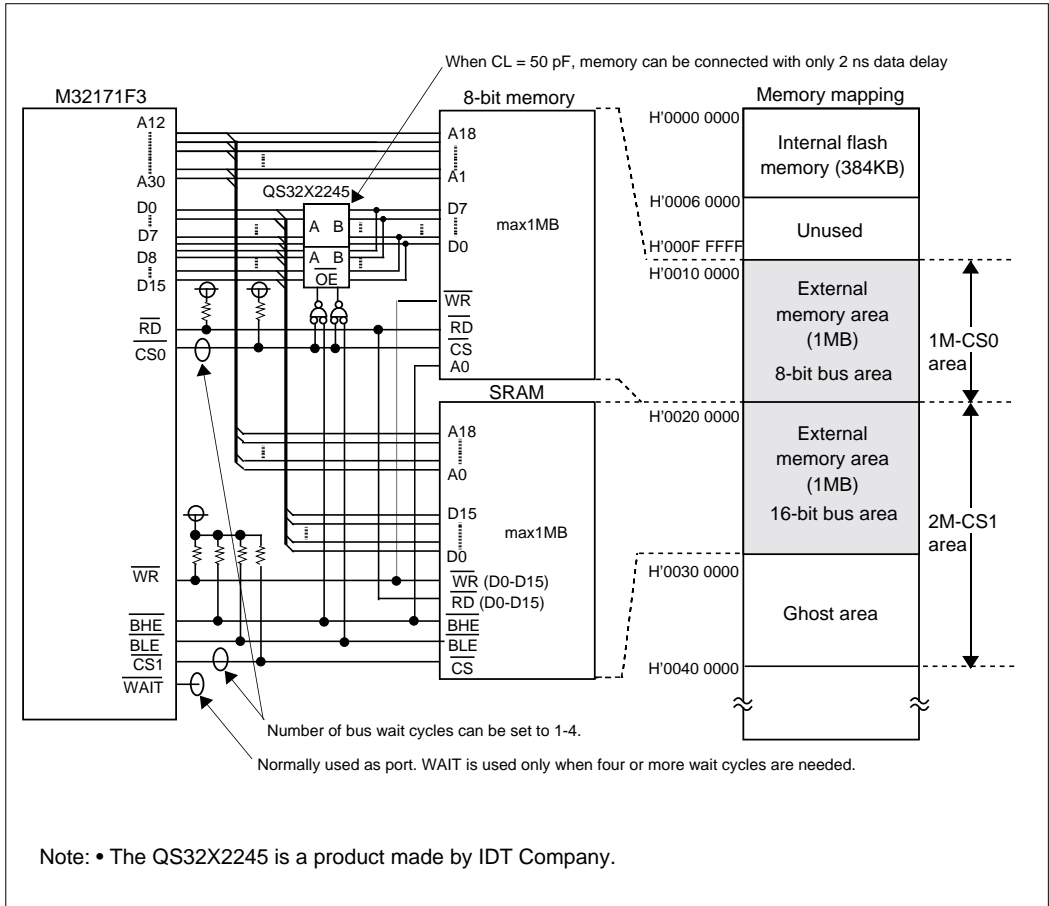 When CL = 50 pF, memory can be connected with only 2 ns data delay
M32171F3
8-bit memory
Memory mapping
A12
A30
D0
D7
D8
D15
RD
CS0
WR
BHE
BLE
CS1
WAIT
QS32X2245
A B
A B
OE
A18
A1
D7
D0
max1MB
WR
RD
CS
A0
SRAM
A18
A0
D15
D0
max1MB
WR (D0-D15)
RD (D0-D15)
BHE
BLE
CS
H'0000 0000
Internal flash
memory (384KB)
H'0006 0000
Unused
H'000F FFFF
H'0010 0000
External
memory area
(1MB)
8-bit bus area
1M-CS0
area
H'0020 0000
External
memory area
(1MB)
16-bit bus area
2M-CS1
area
H'0030 0000
Ghost area
H'0040 0000
Number of bus wait cycles can be set to 1-4.
Normally used as port. WAIT is used only when four or more wait cycles are needed.
Note: • The QS32X2245 is a product made by IDT Company.